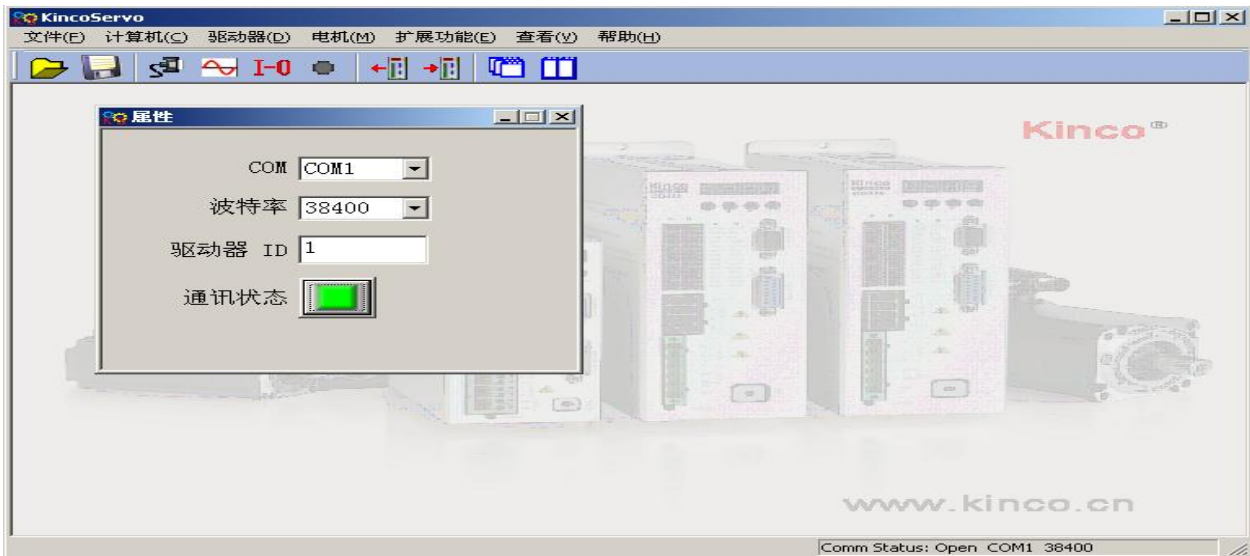 KincoServo
文件(F) 计算机(C) 驱动器(D) 电机(M) 扩展功能(E) 查看(V) 帮助(H)
I-O
属性
COM COM1
波特率 38400
驱动器 ID 1
通讯状态
Kinco®
Kinco
www.kinco.cn
Comm Status: Open COM1 38400